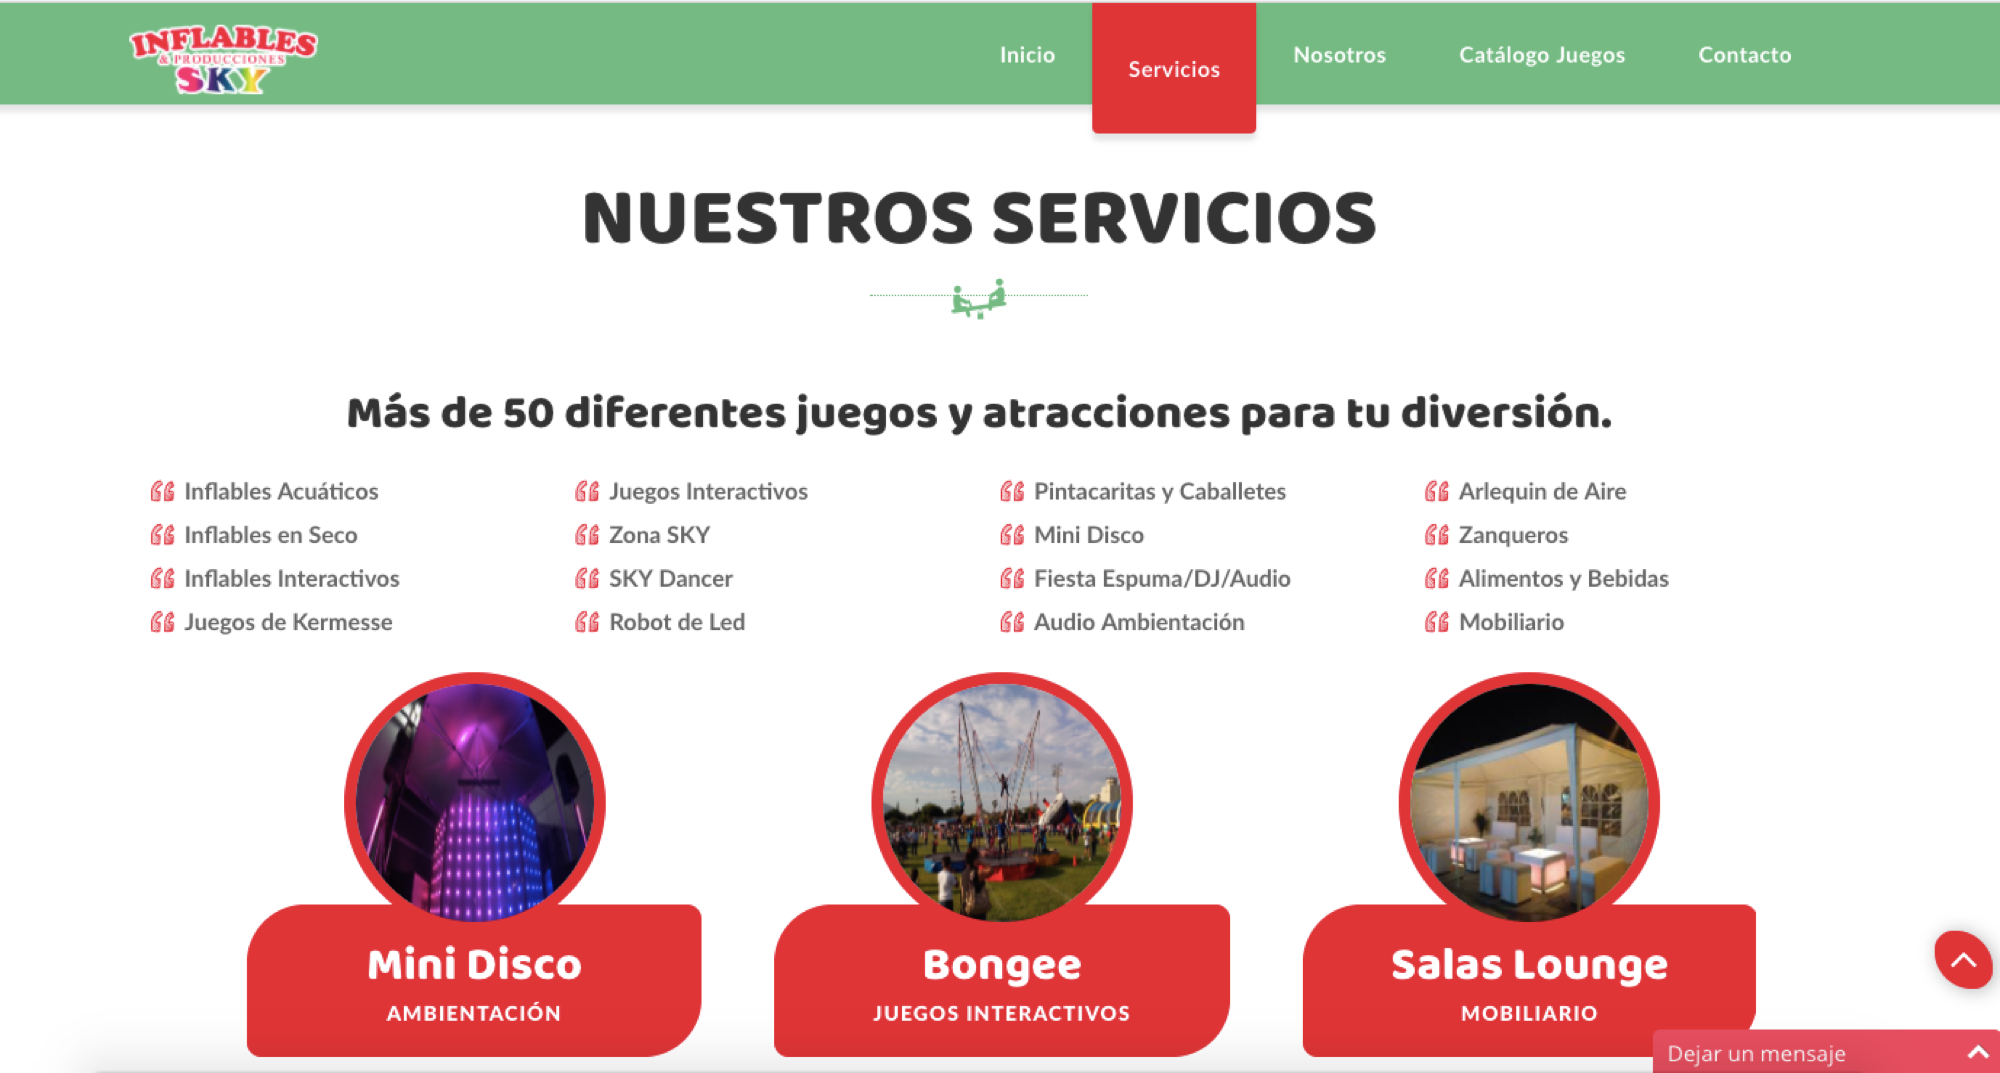 INFLABLES
& PRODUCCIONES
SKY
Inicio
Servicios
Nosotros
Catálogo Juegos
Contacto
NUESTROS SERVICIOS
Más de 50 diferentes juegos y atracciones para tu diversión.
Inflables Acuáticos
Inflables en Seco
Inflables Interactivos
Juegos de Kermesse
Juegos Interactivos
Zona SKY
SKY Dancer
Robot de Led
Pintacaritas y Caballetes
Mini Disco
Fiesta Espuma/DJ/Audio
Audio Ambientación
Arlequin de Aire
Zanqueros
Alimentos y Bebidas
Mobiliario
Mini Disco
AMBIENTACIÓN
Bongee
JUEGOS INTERACTIVOS
Salas Lounge
MOBILIARIO
Dejar un mensaje